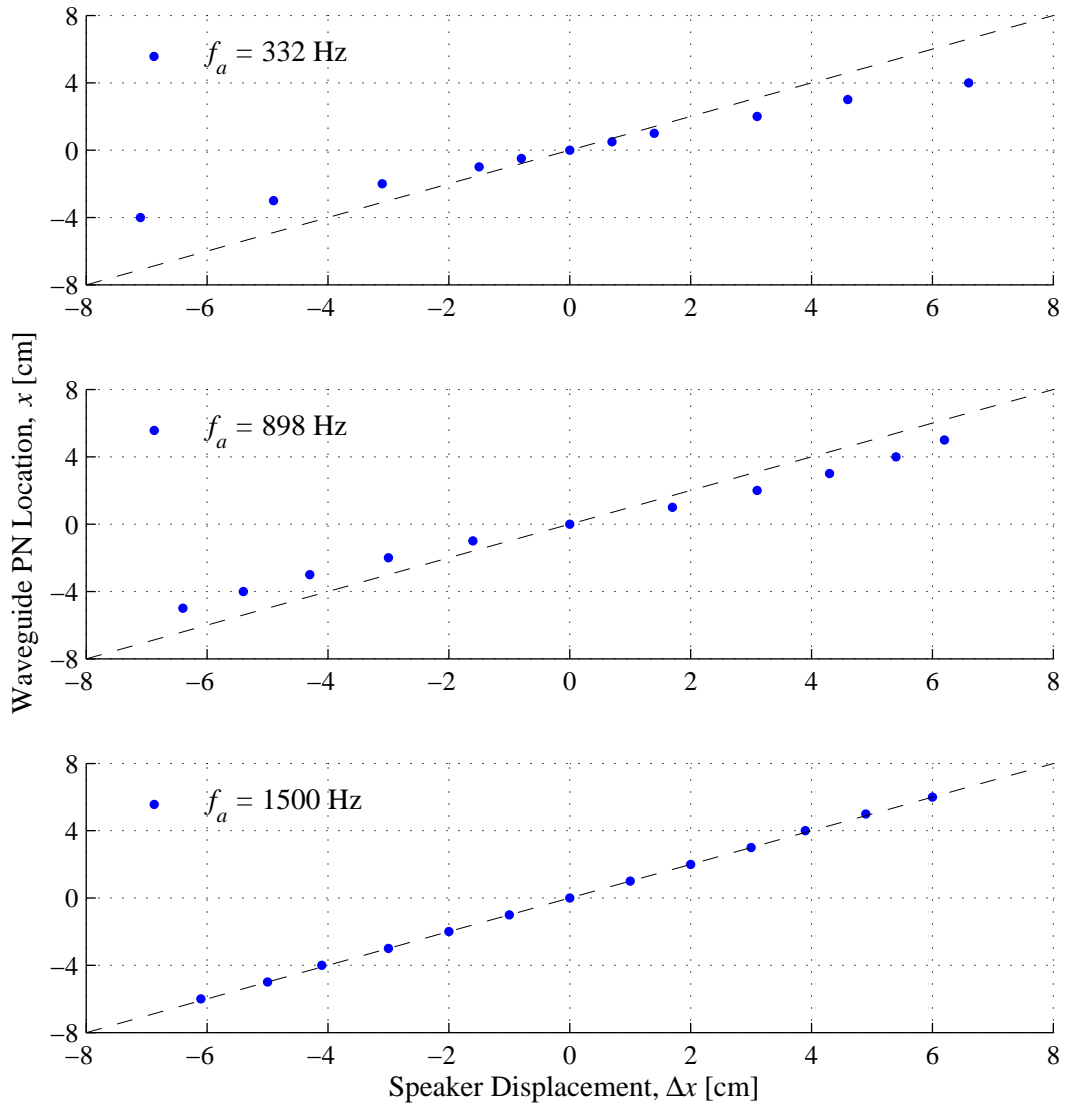 8
4
0
−4
−8
f_a = 332 Hz
−8 −6 −4 −2 0 2 4 6 8
Waveguide PN Location, x [cm]
8
4
0
−4
−8
f_a = 898 Hz
−8 −6 −4 −2 0 2 4 6 8
8
4
0
−4
−8
f_a = 1500 Hz
−8 −6 −4 −2 0 2 4 6 8
Speaker Displacement, Δx [cm]